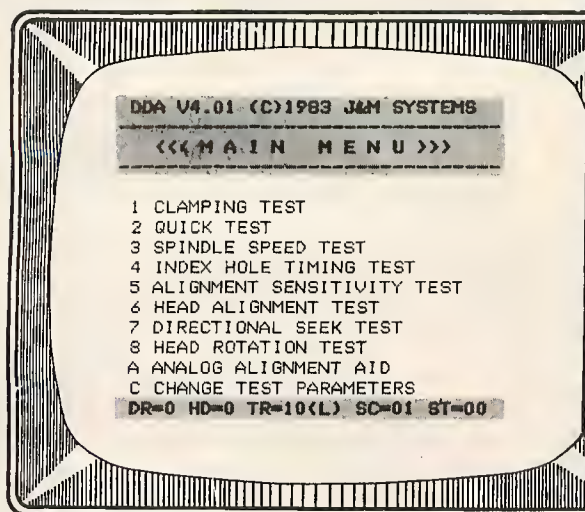 DDA V4.01 (C)1983 J&M SYSTEMS
<<<M A I N   M E N U>>>
1 CLAMPING TEST
2 QUICK TEST
3 SPINDLE SPEED TEST
4 INDEX HOLE TIMING TEST
5 ALIGNMENT SENSITIVITY TEST
6 HEAD ALIGNMENT TEST
7 DIRECTIONAL SEEK TEST
8 HEAD ROTATION TEST
A ANALOG ALIGNMENT AID
C CHANGE TEST PARAMETERS
DR=0 HD=0 TR=10(L) SC=01 ST=00